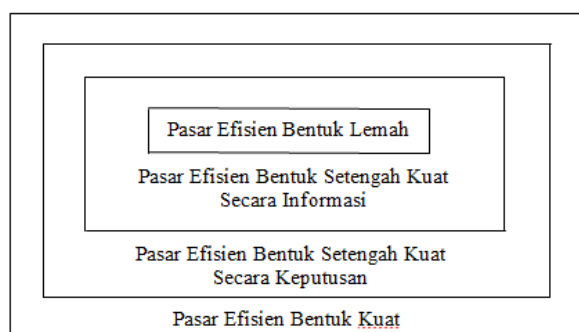 Pasar Efisien Bentuk Lemah
Pasar Efisien Bentuk Setengah Kuat
Secara Informasi
Pasar Efisien Bentuk Setengah Kuat
Secara Keputusan
Pasar Efisien Bentuk Kuat